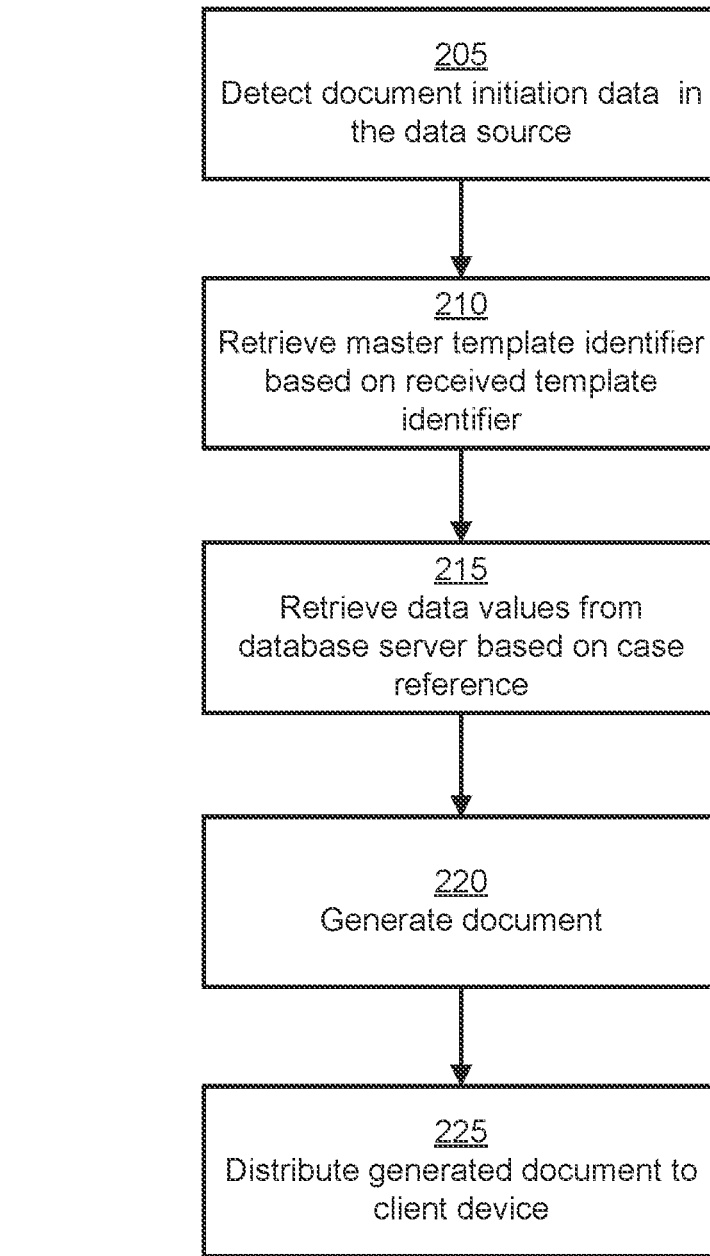 205
Detect document initiation data in
the data source
210
Retrieve master template identifier
based on received template
identifier
215
Retrieve data values from
database server based on case
reference
220
Generate document
225
Distribute generated document to
client device